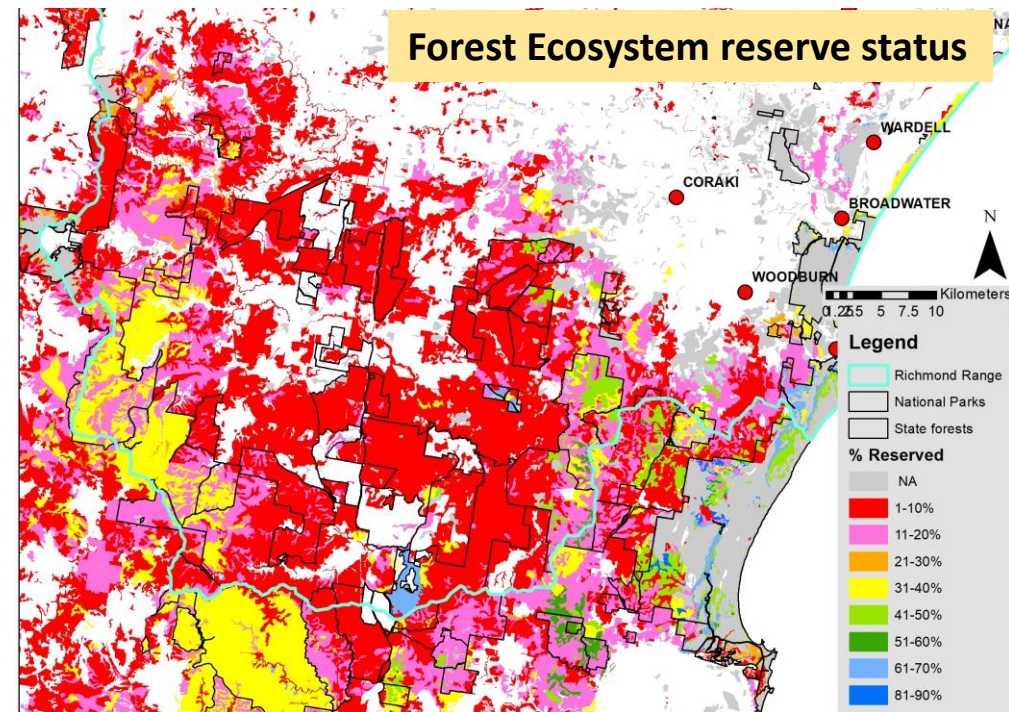 Forest Ecosystem reserve status
NA
WARDELL
CORAKI
BROADWATER
N
WOODBURN
Kilometers
5 7.5 10
Legend
Richmond Range
National Parks
State forests
% Reserved
NA
1-10%
11-20%
21-30%
31-40%
41-50%
51-60%
61-70%
81-90%